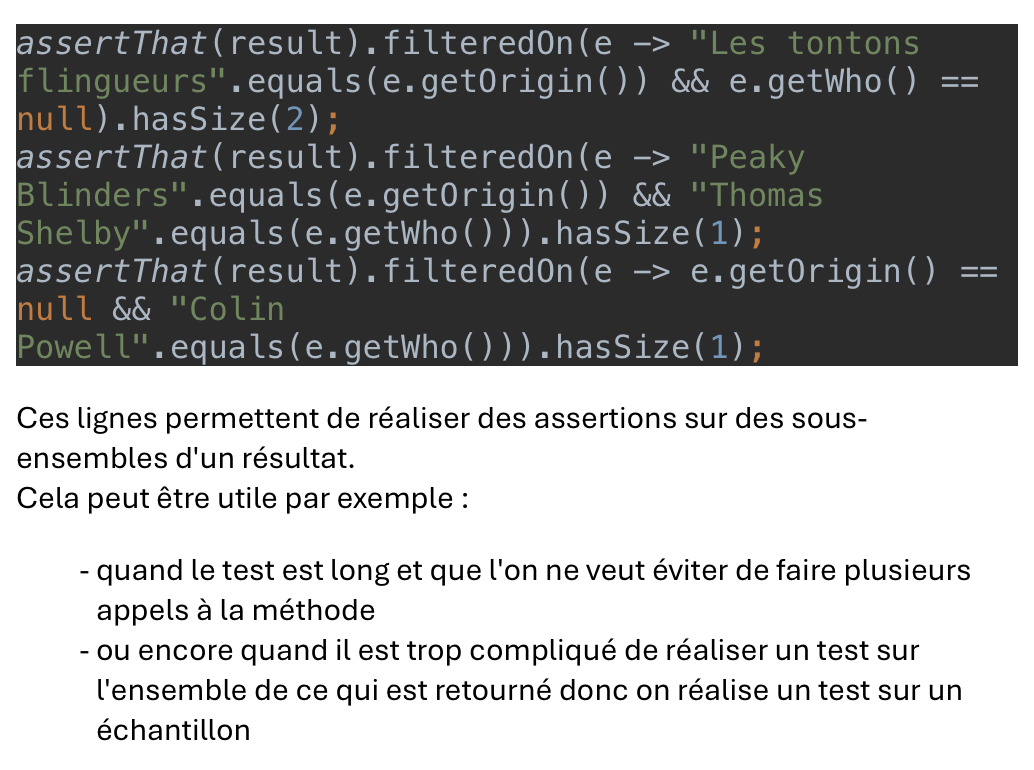 assertThat(result).filteredOn(e -> "Les tontons
flingueurs".equals(e.getOrigin()) && e.getWho() ==
null).hasSize(2);
assertThat(result).filteredOn(e -> "Peaky
Blinders".equals(e.getOrigin()) && "Thomas
Shelby".equals(e.getWho())).hasSize(1);
assertThat(result).filteredOn(e -> e.getOrigin() ==
null && "Colin
Powell".equals(e.getWho())).hasSize(1);
Ces lignes permettent de réaliser des assertions sur des sous-
ensembles d'un résultat.
Cela peut être utile par exemple :
- quand le test est long et que l'on ne veut éviter de faire plusieurs
appels à la méthode
- ou encore quand il est trop compliqué de réaliser un test sur
l'ensemble de ce qui est retourné donc on réalise un test sur un
échantillon